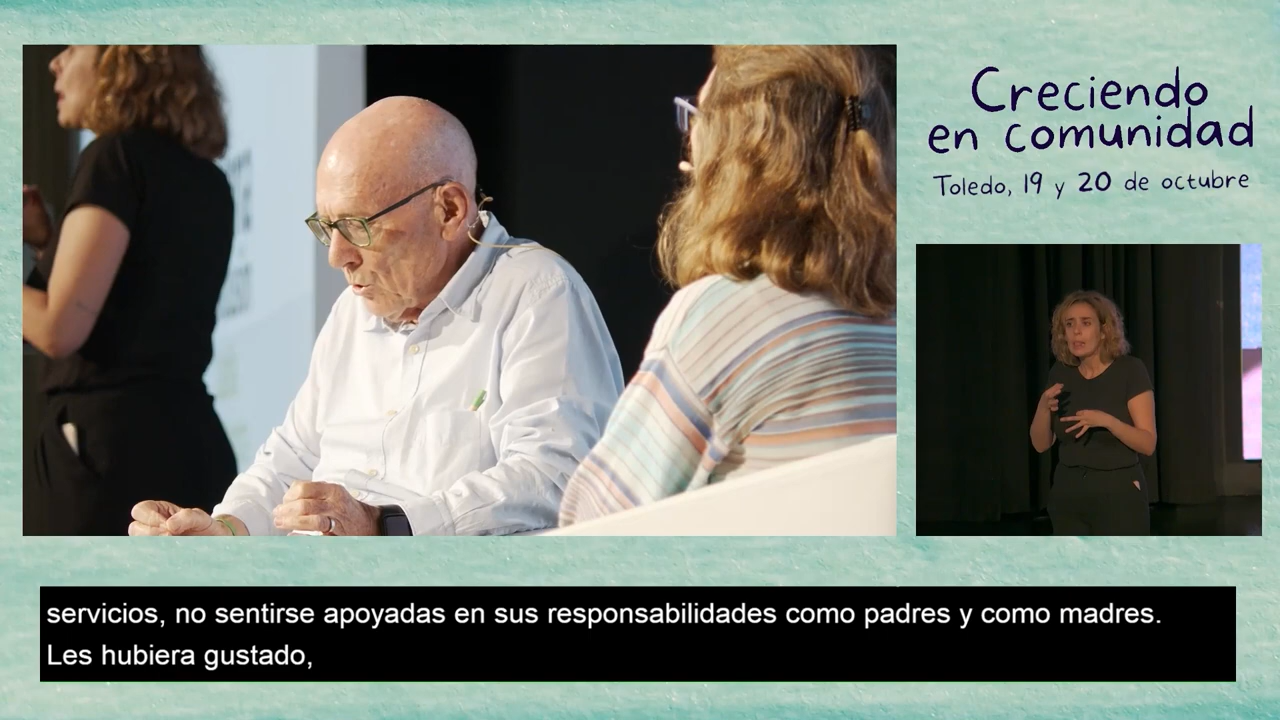 Creciendo
en comunidad
Toledo, 19 y 20 de octubre
servicios, no sentirse apoyadas en sus responsabilidades como padres y como madres.
Les hubiera gustado,